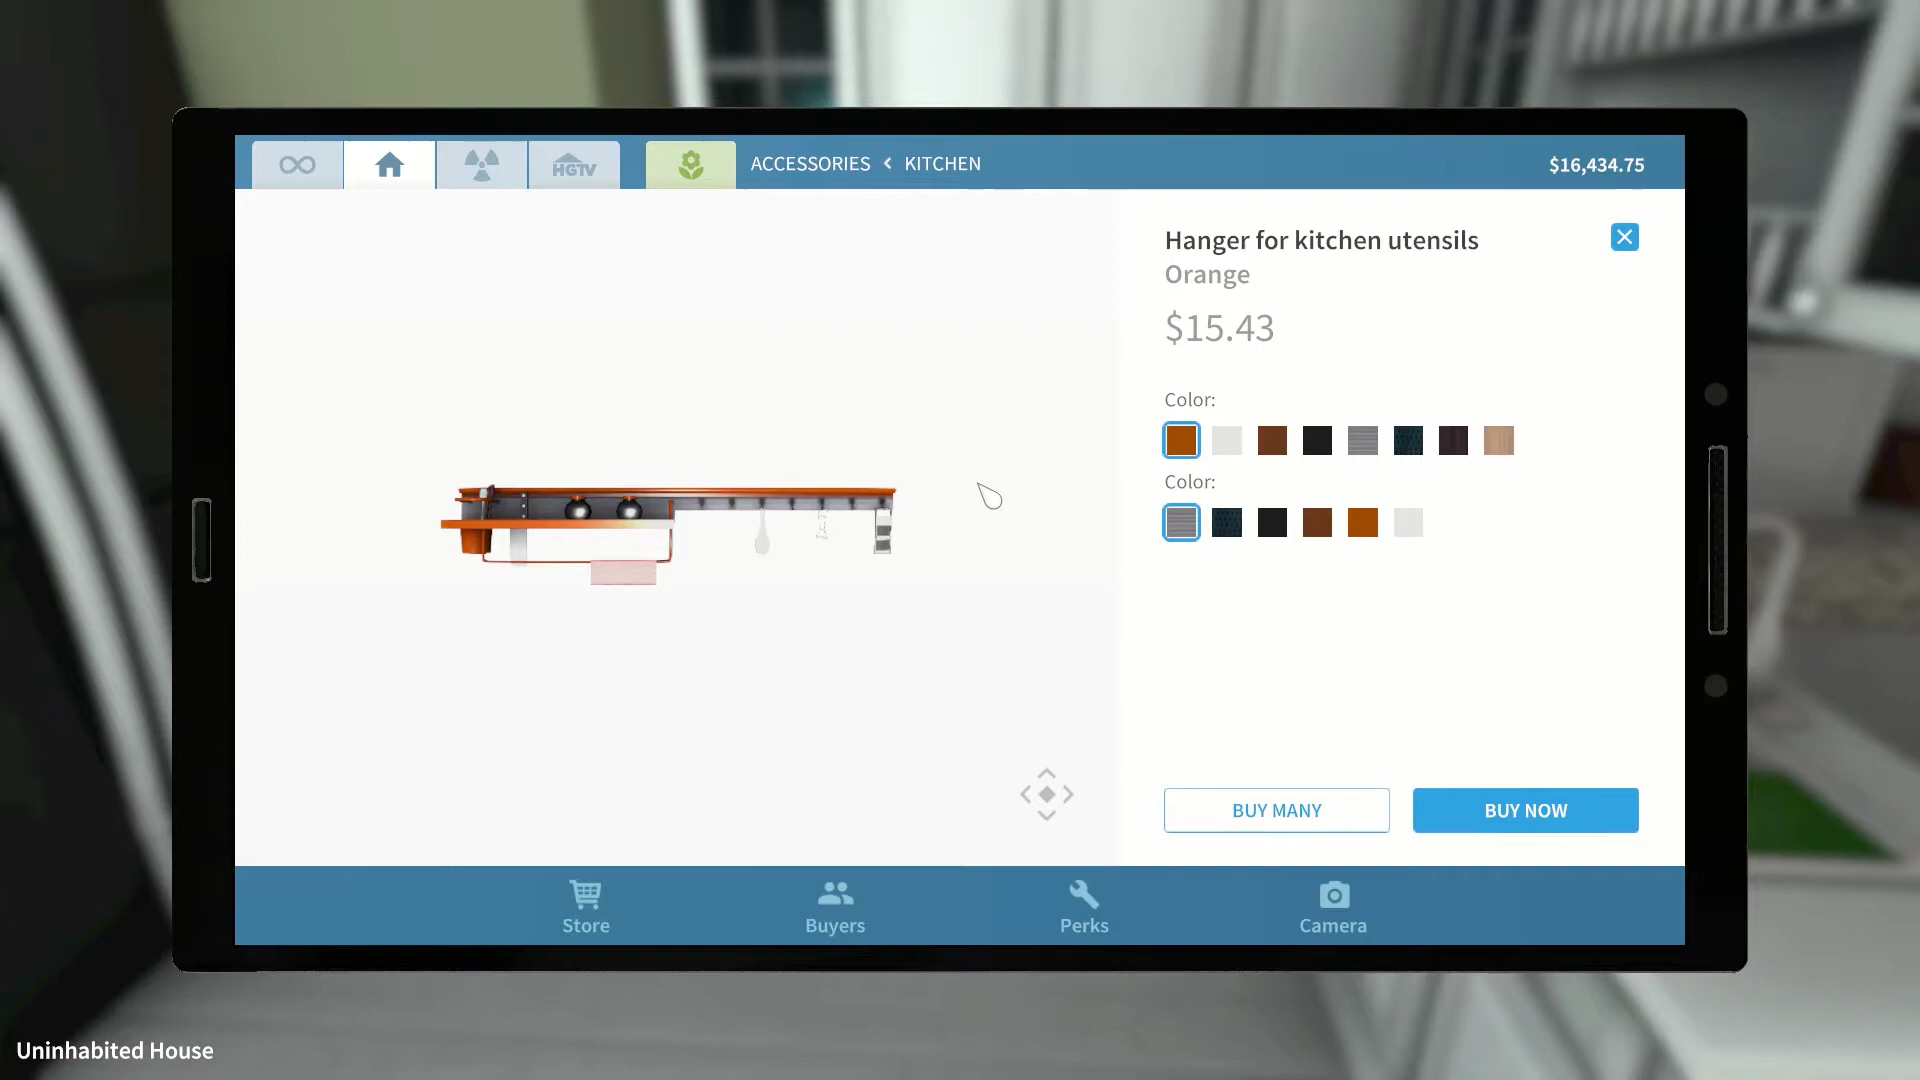 HGTV
ACCESSORIES < KITCHEN
$16,434.75
Hanger for kitchen utensils
Orange
$15.43
Color:
Color:
BUY MANY
BUY NOW
Store
Buyers
Perks
Camera
Uninhabited House